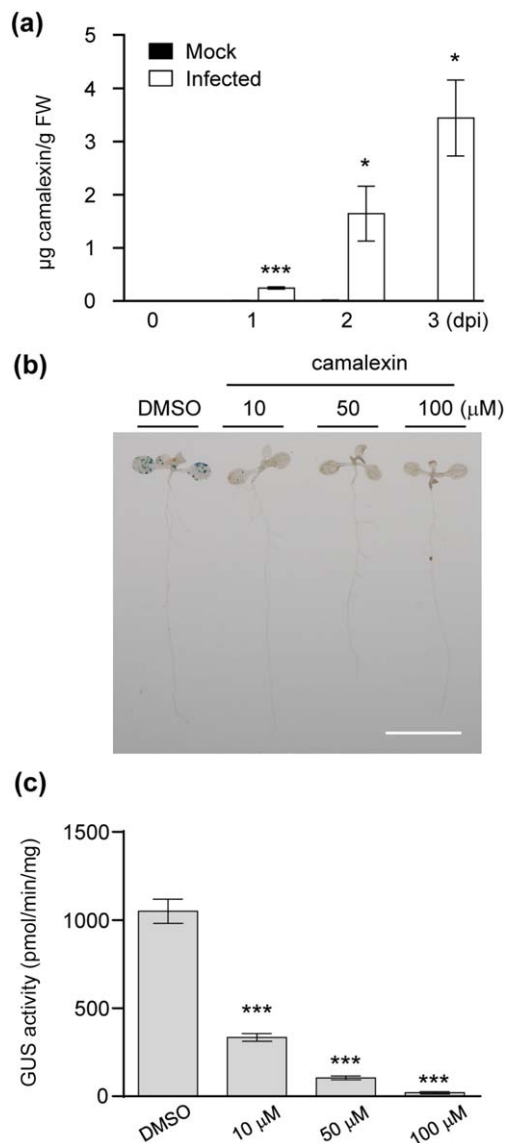 (a)
5
4
3
2
1
0
µg camalexin/g FW
Mock
Infected
***
*
*
0 1 2 3 (dpi)
(b)
camalexin
DMSO 10 50 100 (µM)
(c)
1500
1000
500
0
GUS activity (pmol/min/mg)
***
***
***
DMSO 10 µM 50 µM 100 µM